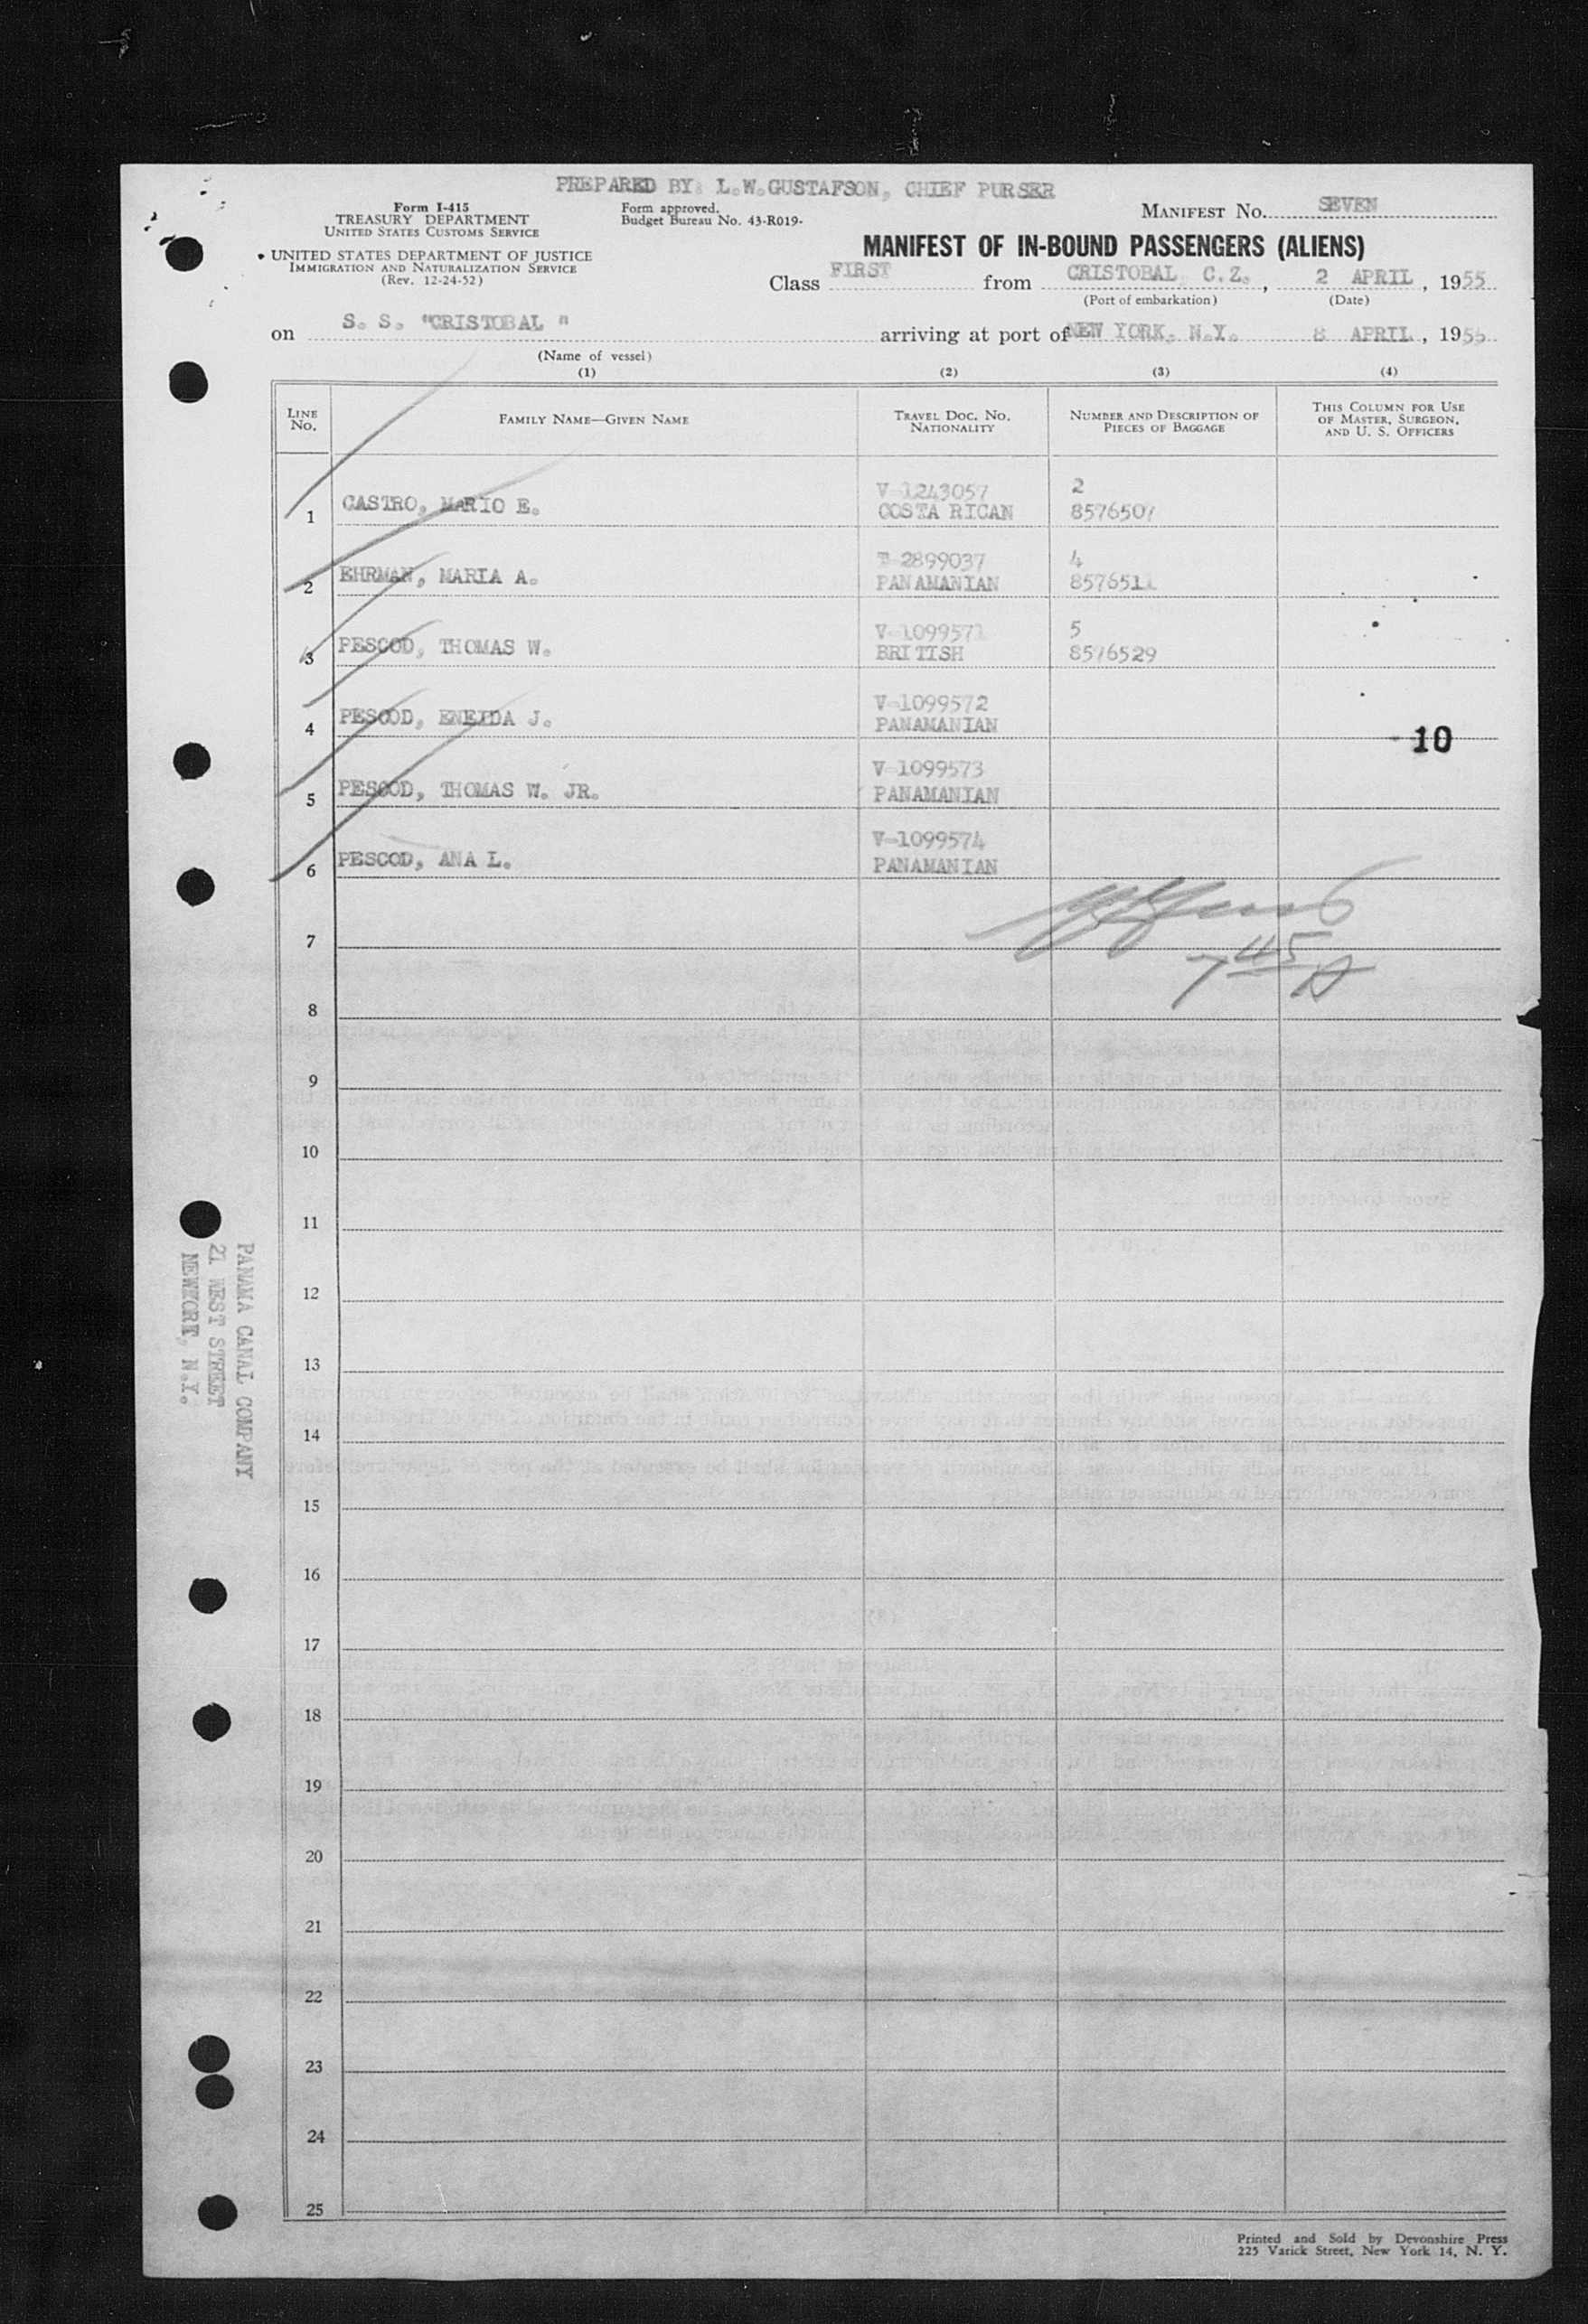 PREPARED BY: L.W.GUSTAFSON, CHIEF PURSER
Form I-415
TREASURY DEPARTMENT
UNITED STATES CUSTOMS SERVICE
UNITED STATES DEPARTMENT OF JUSTICE
IMMIGRATION AND NATURALIZATION SERVICE
(Rev. 12-24-52)
Form approved.
Budget Bureau No. 43-R019.
MANIFEST NO. SEVEN
MANIFEST OF IN-BOUND PASSENGERS (ALIENS)
Class FIRST from CRISTOBAL, C.Z., 2 APRIL, 1955
(Port of embarkation) (Date)
on S. S. "CRISTOBAL " arriving at port of NEW YORK, N.Y. 8 APRIL, 1955
(Name of vessel)
(1) (2) (3) (4)
LINE NO. FAMILY NAME—GIVEN NAME TRAVEL DOC. NO. NATIONALITY NUMBER AND DESCRIPTION OF PIECES OF BAGGAGE THIS COLUMN FOR USE OF MASTER, SURGEON, AND U. S. OFFICERS
1 CASTRO, MARIO E. V-1243057 COSTA RICAN 2 8576507
2 EHRMAN, MARIA A. 2899037 PANAMANIAN 4 8576511
3 PESCOD, THOMAS W. V-1099571 BRITISH 5 8576529
4 PESCOD, ENEIDA J. V-1099572 PANAMANIAN
10
5 PESCOD, THOMAS W. JR. V-1099573 PANAMANIAN
6 PESCOD, ANA L. V-1099574 PANAMANIAN
7
7 45
8
9
10
11
12
13
14
15
16
17
18
19
20
21
22
23
24
25
PANAMA CANAL COMPANY
21 WEST STREET
NEWYORK, N.Y.
Printed and Sold by Devonshire Press
225 Varick Street, New York 14, N. Y.